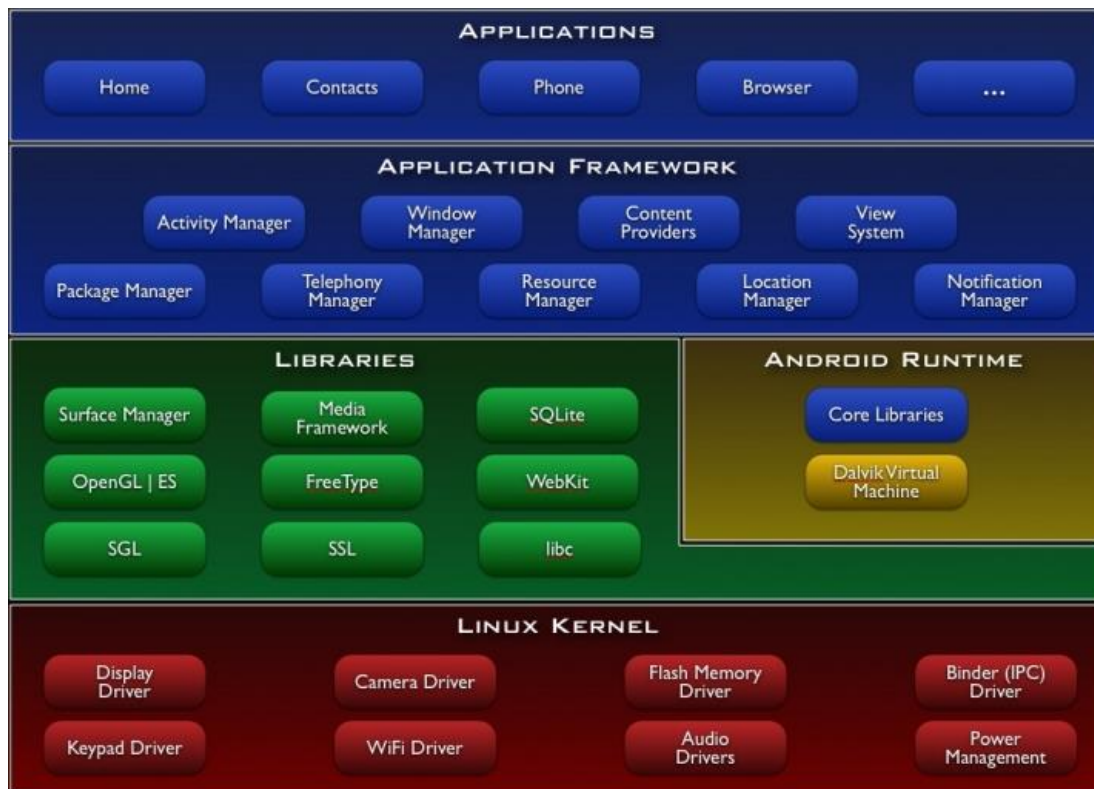 APPLICATIONS
Home
Contacts
Phone
Browser
...
APPLICATION FRAMEWORK
Activity Manager
Window
Manager
Content
Providers
View
System
Package Manager
Telephony
Manager
Resource
Manager
Location
Manager
Notification
Manager
LIBRARIES
Surface Manager
Media
Framework
SQLite
OpenGL | ES
FreeType
WebKit
SGL
SSL
libc
ANDROID RUNTIME
Core Libraries
Dalvik Virtual
Machine
LINUX KERNEL
Display
Driver
Camera Driver
Flash Memory
Driver
Binder (IPC)
Driver
Keypad Driver
WiFi Driver
Audio
Drivers
Power
Management